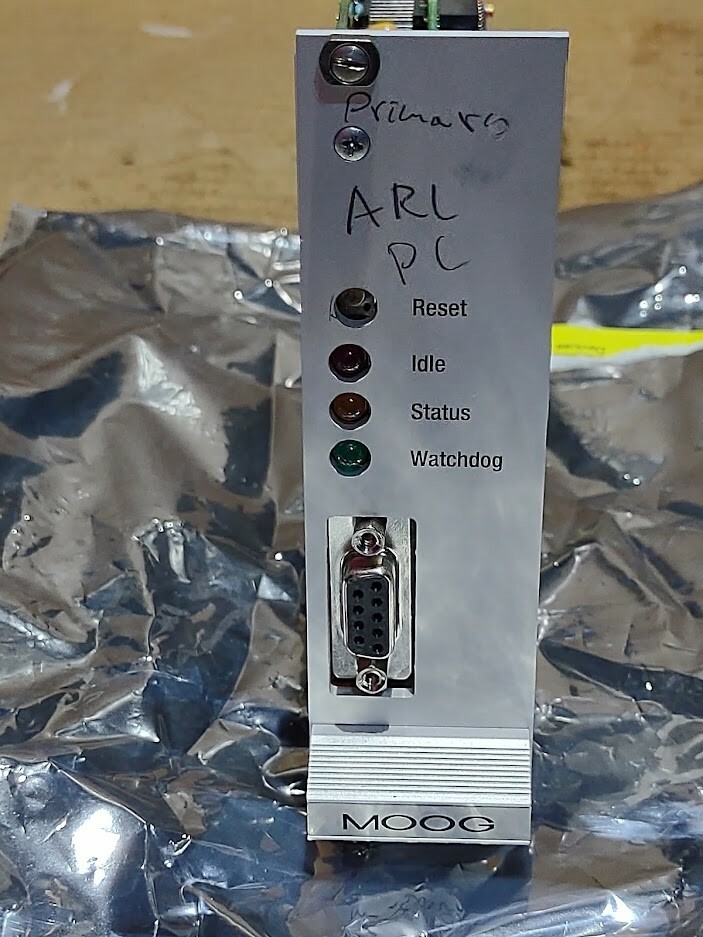 Primary
ARL
PC
Reset
Idle
Status
Watchdog
MOOG